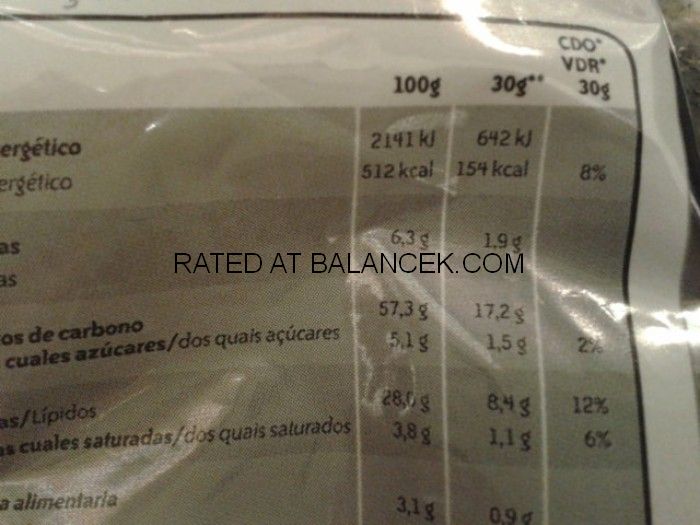 CDO*
VDR*
100g 30g** 30g
ergético 2141 kJ 642 kJ
ergético 512 kcal 154 kcal 8%
as 6,3 g 1,9 g
as
RATED AT BALANCEK.COM
os de carbono 57,3 g 17,2 g
cuales azúcares/dos quais açúcares 5,1 g 1,5 g 2%
as/Lípidos 28,0 g 8,4 g 12%
as cuales saturadas/dos quais saturados 3,8 g 1,1 g 6%
a alimentaria 3,1 g 0,9 g